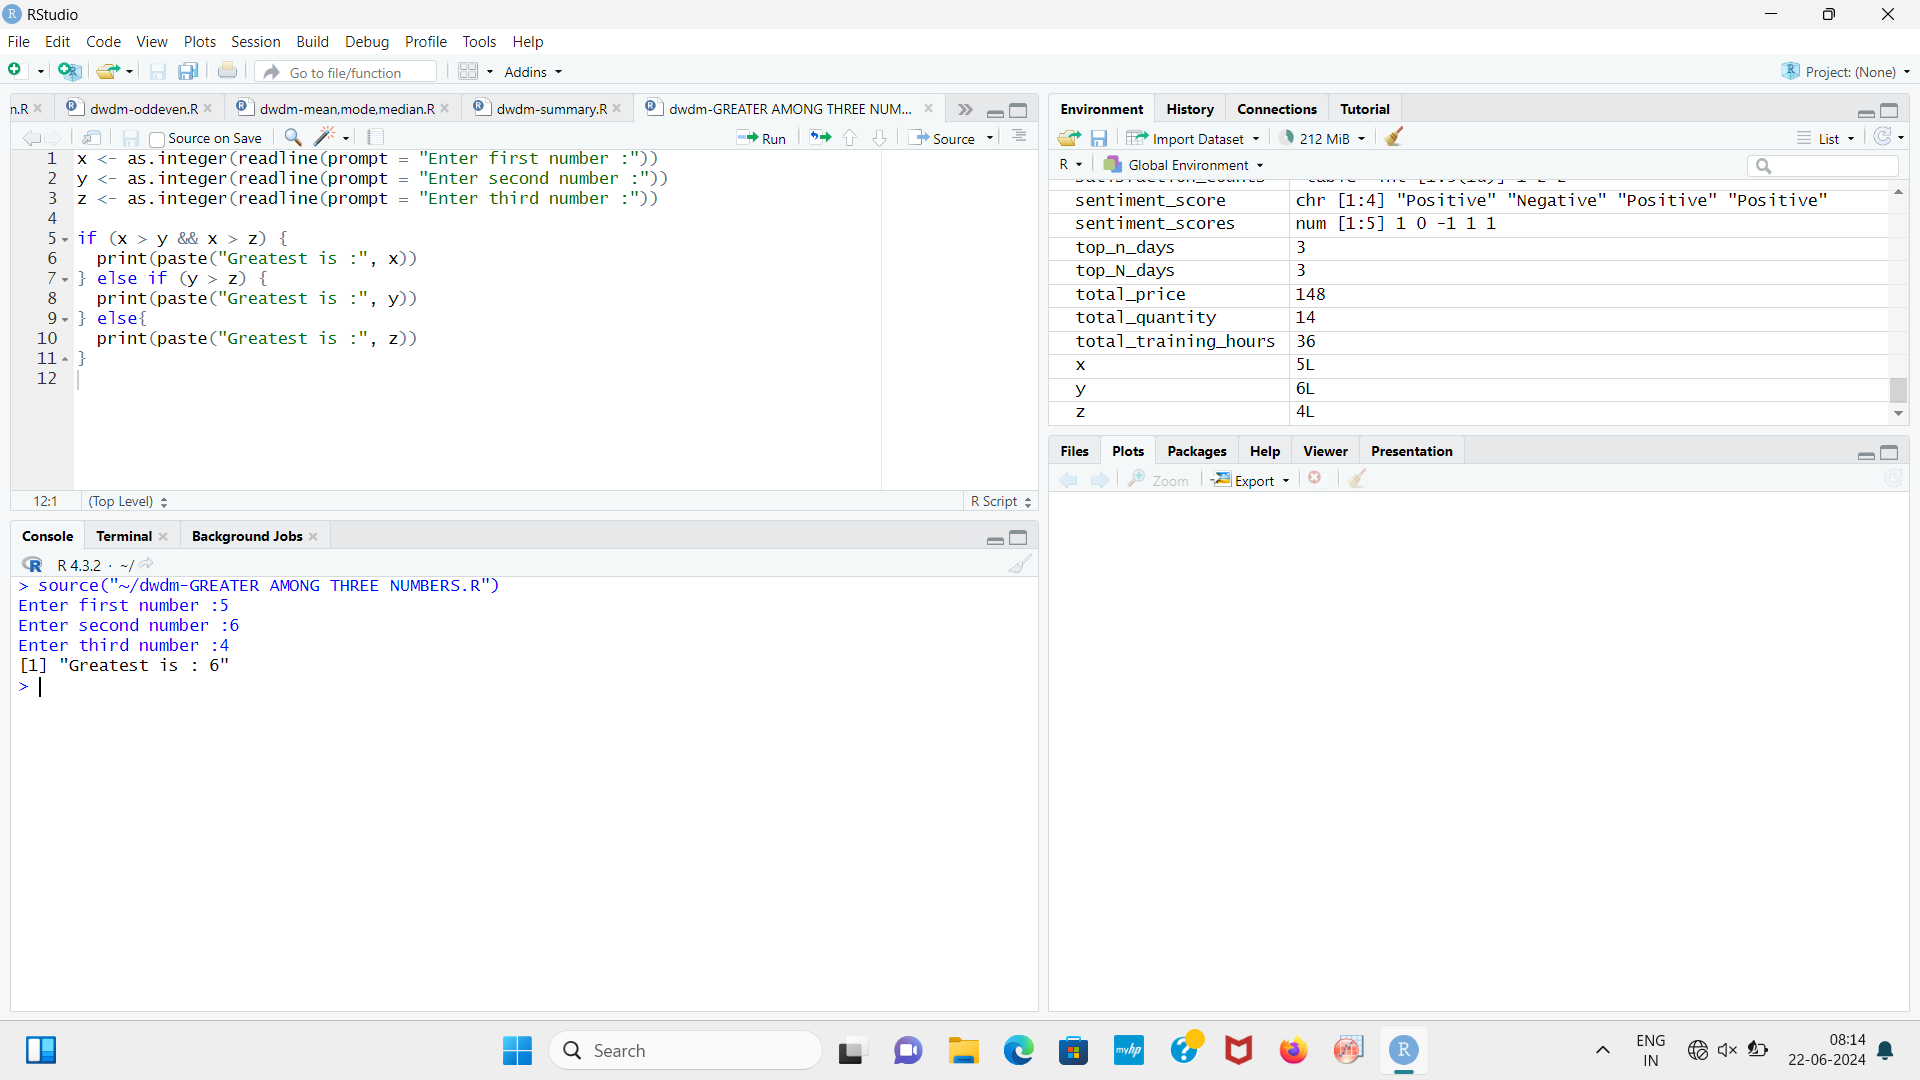 RStudio
File Edit Code View Plots Session Build Debug Profile Tools Help
Go to file/function Addins Project: (None)
n.R dwdm-oddeven.R dwdm-mean,mode,median.R dwdm-summary.R dwdm-GREATER AMONG THREE NUM...
Source on Save Run Source
1 x <- as.integer(readline(prompt = "Enter first number :"))
2 y <- as.integer(readline(prompt = "Enter second number :"))
3 z <- as.integer(readline(prompt = "Enter third number :"))
4
5 if (x > y && x > z) {
6 print(paste("Greatest is :", x))
7 } else if (y > z) {
8 print(paste("Greatest is :", y))
9 } else{
10 print(paste("Greatest is :", z))
11 }
12
12:1 (Top Level) R Script
Console Terminal Background Jobs
R 4.3.2 · ~/
> source("~/dwdm-GREATER AMONG THREE NUMBERS.R")
Enter first number :5
Enter second number :6
Enter third number :4
[1] "Greatest is : 6"
>
Environment History Connections Tutorial
Import Dataset 212 MiB List
R Global Environment
sentiment_score chr [1:4] "Positive" "Negative" "Positive" "Positive"
sentiment_scores num [1:5] 1 0 -1 1 1
top_n_days 3
top_N_days 3
total_price 148
total_quantity 14
total_training_hours 36
x 5L
y 6L
z 4L
Files Plots Packages Help Viewer Presentation
Zoom Export
Search
myhp
ENG
IN
08:14
22-06-2024